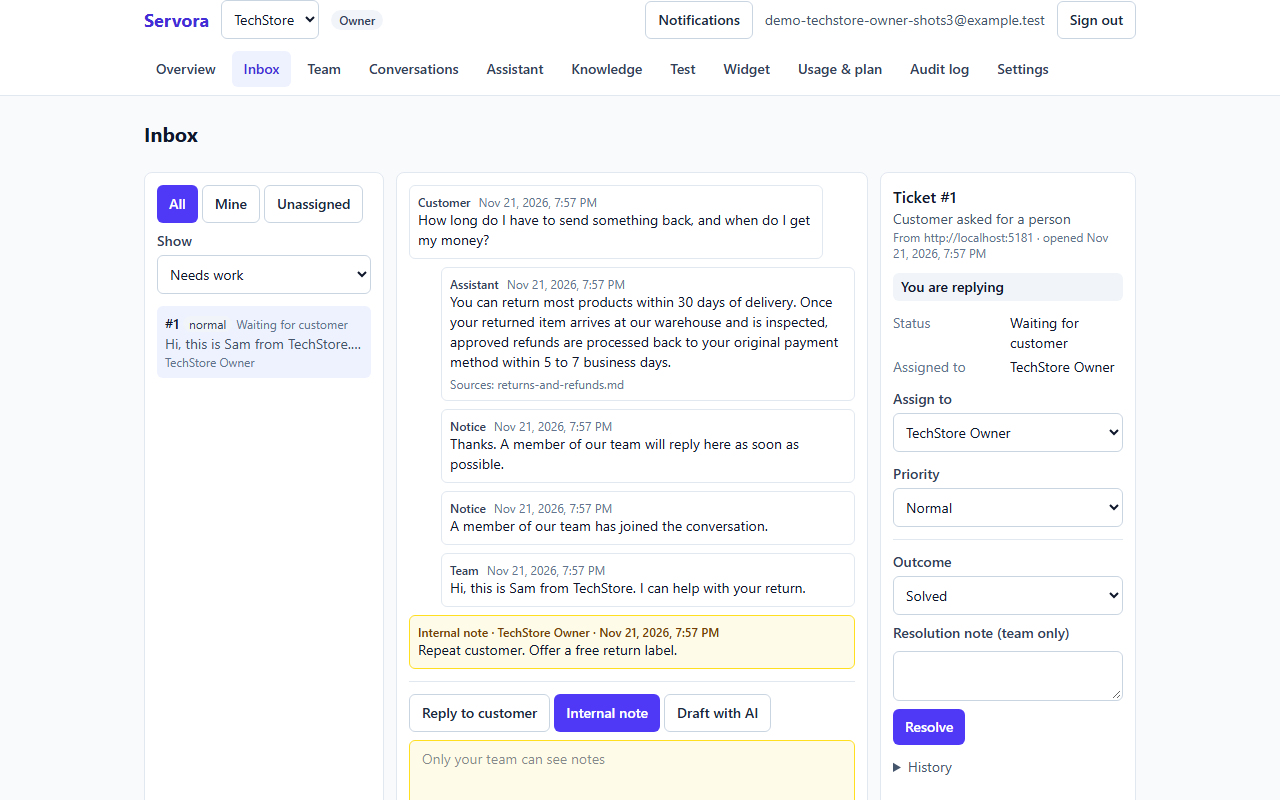 Servora TechStore Owner Notifications demo-techstore-owner-shots3@example.test Sign out
Overview Inbox Team Conversations Assistant Knowledge Test Widget Usage & plan Audit log Settings
Inbox
All Mine Unassigned
Show
Needs work
#1 normal Waiting for customer
Hi, this is Sam from TechStore....
TechStore Owner
Customer Nov 21, 2026, 7:57 PM
How long do I have to send something back, and when do I get
my money?
Assistant Nov 21, 2026, 7:57 PM
You can return most products within 30 days of delivery. Once
your returned item arrives at our warehouse and is inspected,
approved refunds are processed back to your original payment
method within 5 to 7 business days.
Sources: returns-and-refunds.md
Notice Nov 21, 2026, 7:57 PM
Thanks. A member of our team will reply here as soon as
possible.
Notice Nov 21, 2026, 7:57 PM
A member of our team has joined the conversation.
Team Nov 21, 2026, 7:57 PM
Hi, this is Sam from TechStore. I can help with your return.
Internal note · TechStore Owner · Nov 21, 2026, 7:57 PM
Repeat customer. Offer a free return label.
Reply to customer Internal note Draft with AI
Only your team can see notes
Ticket #1
Customer asked for a person
From http://localhost:5181 · opened Nov
21, 2026, 7:57 PM
You are replying
Status Waiting for
customer
Assigned to TechStore Owner
Assign to
TechStore Owner
Priority
Normal
Outcome
Solved
Resolution note (team only)
Resolve
History